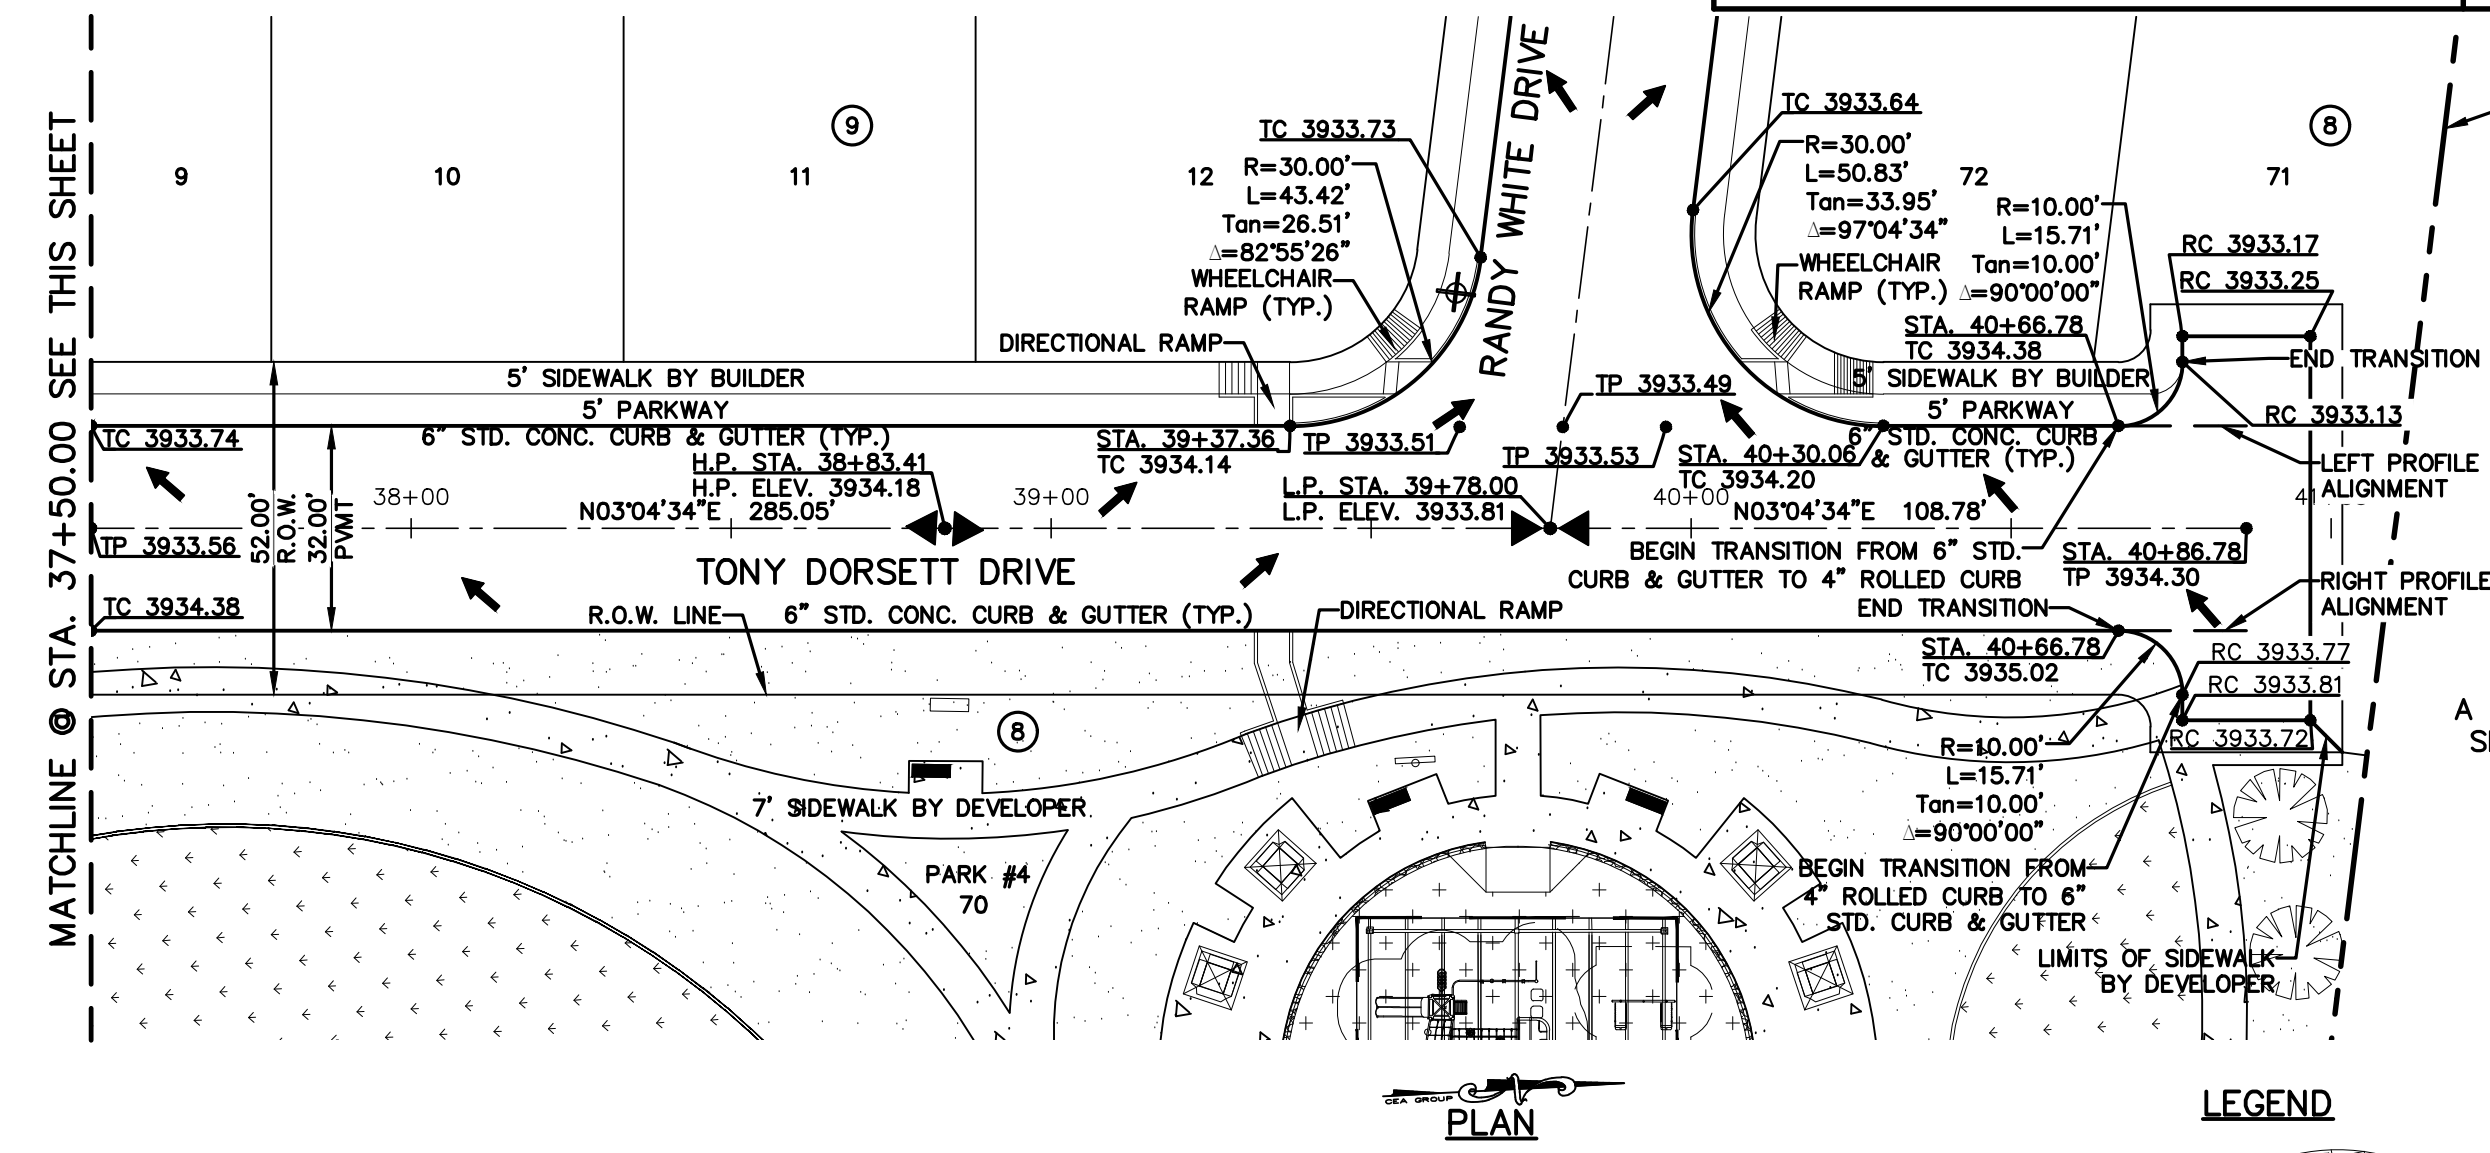 MATCHLINE @ STA. 37+50.00 SEE THIS SHEET
9
10
11
12
9
8
72
71
TC 3933.73
R=30.00'
L=43.42'
Tan=26.51'
Δ=82°55'26"
WHEELCHAIR
RAMP (TYP.)
DIRECTIONAL RAMP
RANDY WHITE DRIVE
TC 3933.64
R=30.00'
L=50.83'
Tan=33.95'
Δ=97°04'34"
WHEELCHAIR
RAMP (TYP.)
R=10.00'
L=15.71'
Tan=10.00'
Δ=90°00'00"
STA. 40+66.78
TC 3934.38
RC 3933.17
RC 3933.25
END TRANSITION
RC 3933.13
LEFT PROFILE
ALIGNMENT
5' SIDEWALK BY BUILDER
5' PARKWAY
6" STD. CONC. CURB & GUTTER (TYP.)
5' SIDEWALK BY BUILDER
5' PARKWAY
6" STD. CONC. CURB
& GUTTER (TYP.)
TC 3933.74
TP 3933.56
TC 3934.38
52.00'
R.O.W.
32.00'
PVMT
38+00
H.P. STA. 38+83.41
H.P. ELEV. 3934.18
N03°04'34"E 285.05'
39+00
STA. 39+37.36
TC 3934.14
TP 3933.51
TP 3933.49
TP 3933.53
L.P. STA. 39+78.00
L.P. ELEV. 3933.81
STA. 40+30.06
TC 3934.20
40+00
N03°04'34"E 108.78'
41
TONY DORSETT DRIVE
BEGIN TRANSITION FROM 6" STD.
CURB & GUTTER TO 4" ROLLED CURB
STA. 40+86.78
TP 3934.30
RIGHT PROFILE
ALIGNMENT
END TRANSITION
STA. 40+66.78
TC 3935.02
R.O.W. LINE
6" STD. CONC. CURB & GUTTER (TYP.)
DIRECTIONAL RAMP
RC 3933.77
RC 3933.81
RC 3933.72
8
7' SIDEWALK BY DEVELOPER
PARK #4
70
R=10.00'
L=15.71'
Tan=10.00'
Δ=90°00'00"
BEGIN TRANSITION FROM
4" ROLLED CURB TO 6"
STD. CURB & GUTTER
LIMITS OF SIDEWALK
BY DEVELOPER
A
CEA GROUP
PLAN
LEGEND